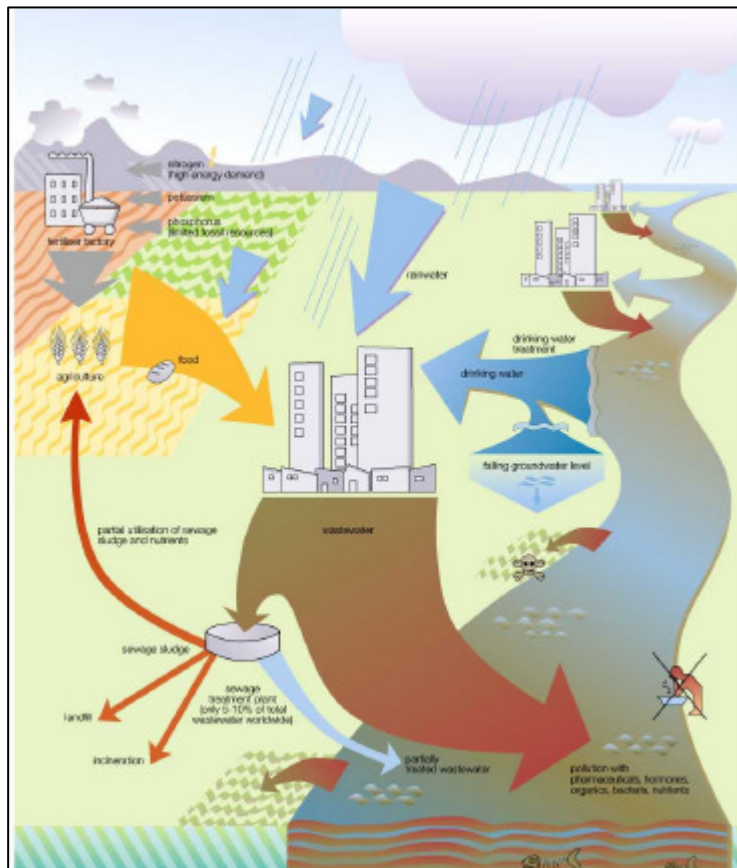 nitrogen
(high energy demand)
potassium
phosphorus
(limited fossil resources)
fertilizer factory
rainwater
drinking water
treatment
food
drinking water
agriculture
falling groundwater level
partial utilisation of sewage
sludge and nutrients
wastewater
sewage sludge
sewage
treatment plant
(only 5-10% of total
wastewater worldwide)
landfill
incineration
partially
treated wastewater
pollution with
pharmaceuticals, hormones,
organics, bacteria, nutrients